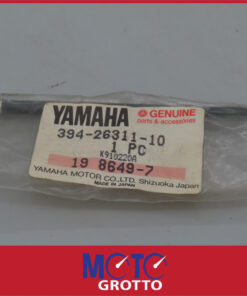 YAMAHA
GENUINE
parts & accessories
394-26311-10
1 PC
K910220A
19 8649-7
YAMAHA MOTOR CO.,LTD. Shizuoka Japan
MADE IN JAPAN
MOTO
GROTTO